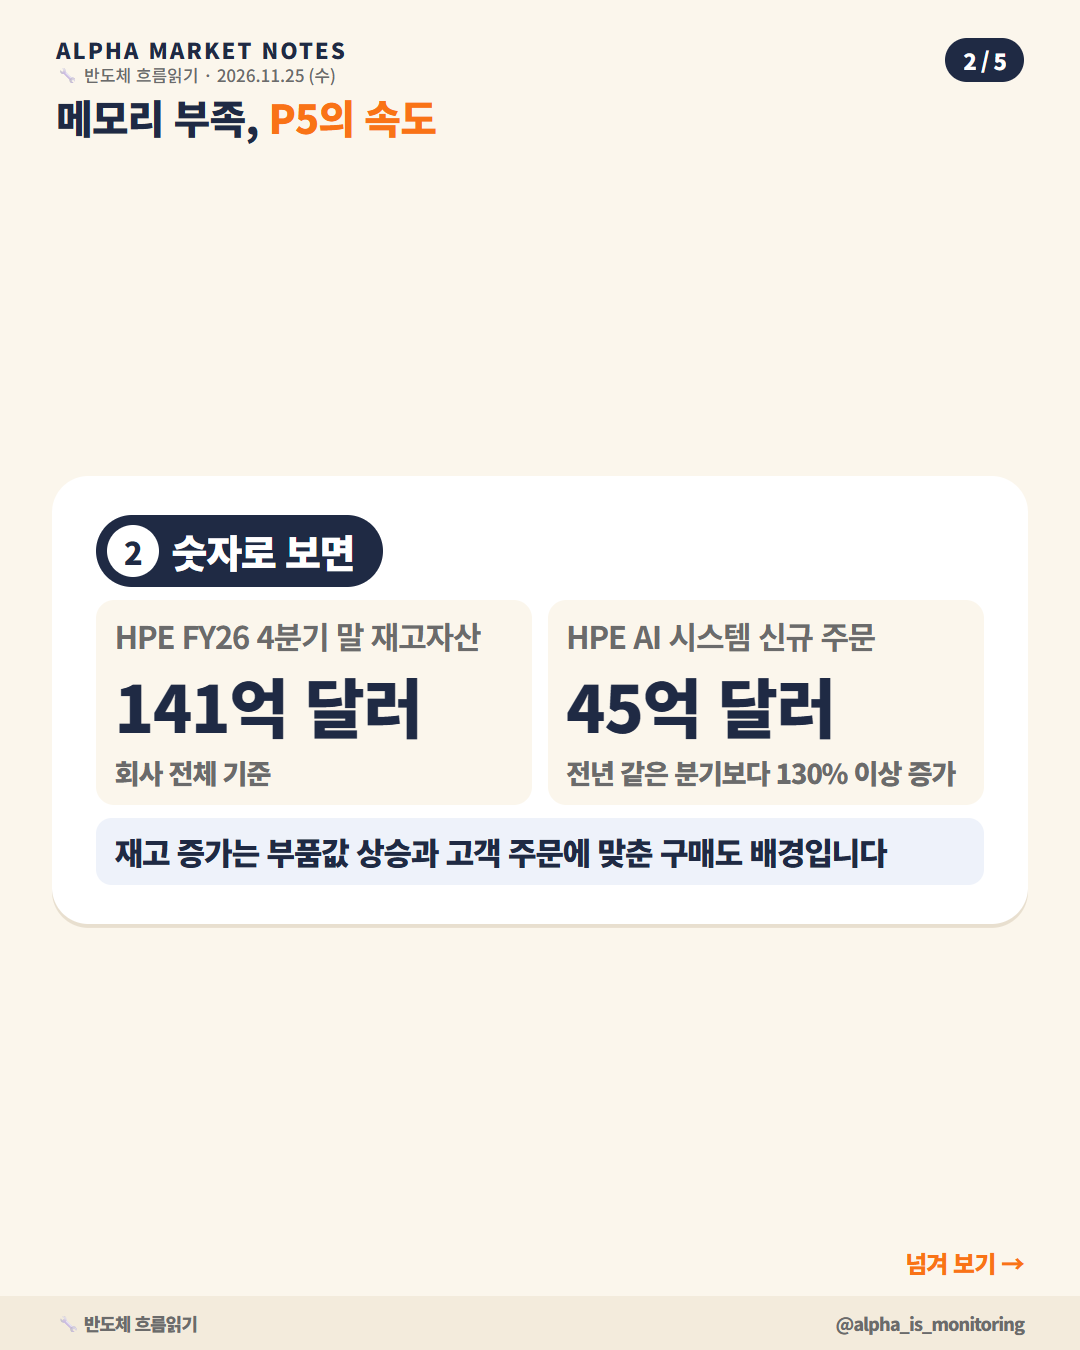 ALPHA MARKET NOTES
🔧 반도체 흐름읽기 · 2026.11.25 (수)
2 / 5
메모리 부족, P5의 속도
2 숫자로 보면
HPE FY26 4분기 말 재고자산
141억 달러
회사 전체 기준
HPE AI 시스템 신규 주문
45억 달러
전년 같은 분기보다 130% 이상 증가
재고 증가는 부품값 상승과 고객 주문에 맞춘 구매도 배경입니다
넘겨 보기 →
🔧 반도체 흐름읽기
@alpha_is_monitoring